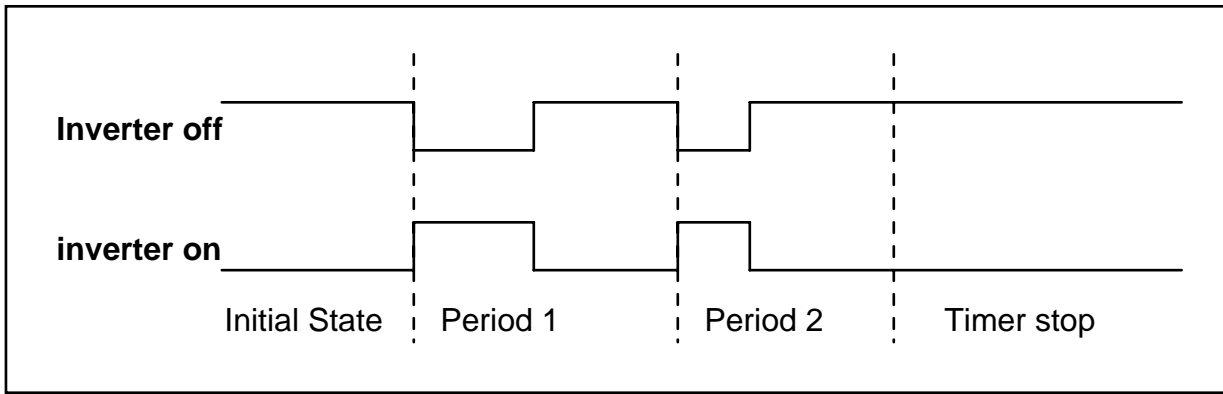 Inverter off
inverter on
Initial State Period 1 Period 2 Timer stop